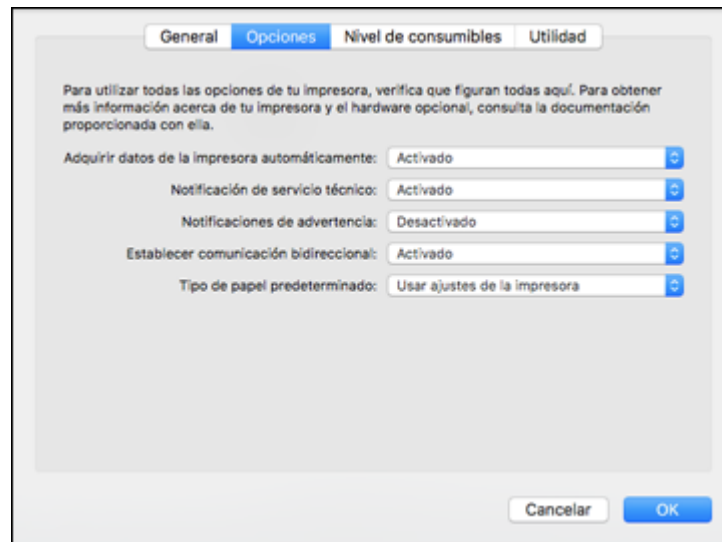 General Opciones Nivel de consumibles Utilidad
Para utilizar todas las opciones de tu impresora, verifica que figuran todas aquí. Para obtener
más información acerca de tu impresora y el hardware opcional, consulta la documentación
proporcionada con ella.
Adquirir datos de la impresora automáticamente: Activado
Notificación de servicio técnico: Activado
Notificaciones de advertencia: Desactivado
Establecer comunicación bidireccional: Activado
Tipo de papel predeterminado: Usar ajustes de la impresora
Cancelar OK